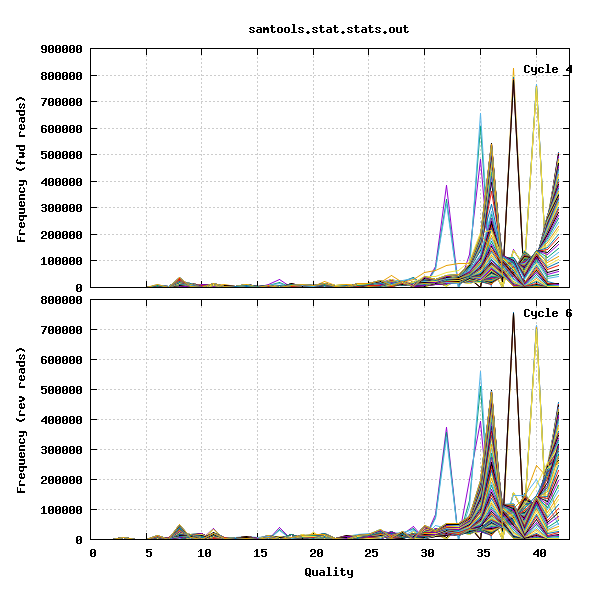 samtools.stat.stats.out
900000
800000
700000
600000
500000
400000
300000
200000
100000
0
Frequency (fwd reads)
Cycle 4
800000
700000
600000
500000
400000
300000
200000
100000
0
Frequency (rev reads)
Cycle 6
0 5 10 15 20 25 30 35 40
Quality